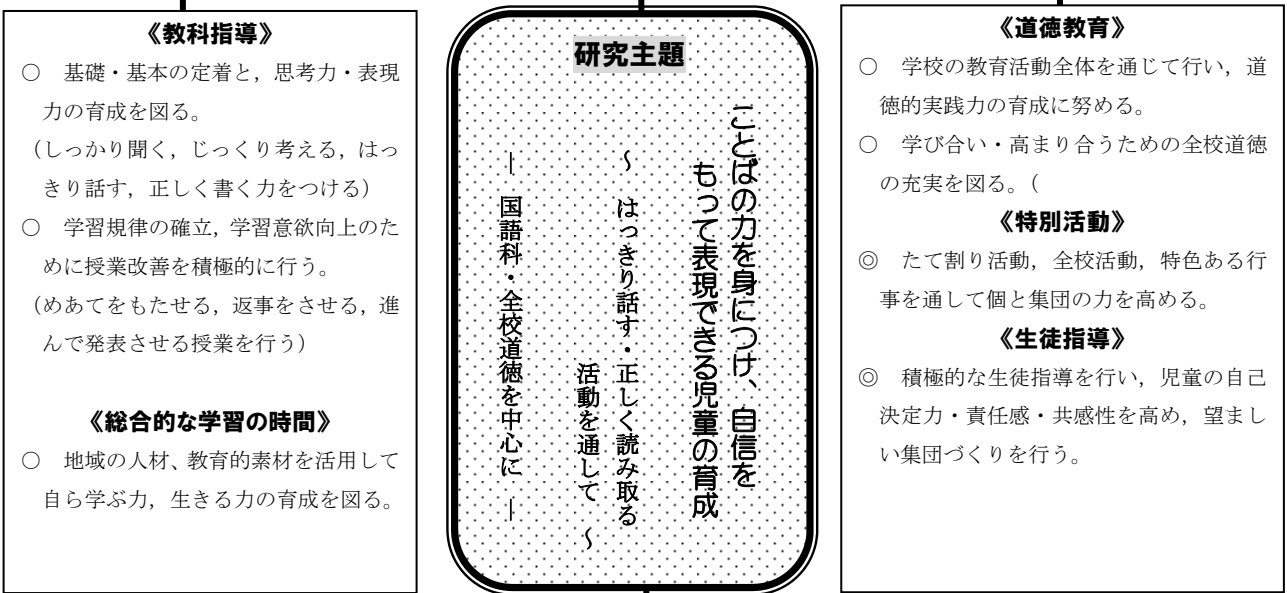 《教科指導》
○　基礎・基本の定着と，思考力・表現
力の育成を図る。
（しっかり聞く，じっくり考える，はっ
きり話す，正しく書く力をつける）
○　学習規律の確立，学習意欲向上のた
めに授業改善を積極的に行う。
（めあてをもたせる，返事をさせる，進
んで発表させる授業を行う）
《総合的な学習の時間》
○　地域の人材、教育的素材を活用して
自ら学ぶ力，生きる力の育成を図る。
研究主題
ことばの力を身につけ、自信を
もって表現できる児童の育成
～　はっきり話す・正しく読み取る
活動を通して　～
―　国語科・全校道徳を中心に　―
《道徳教育》
○　学校の教育活動全体を通じて行い，道
徳的実践力の育成に努める。
○　学び合い・高まり合うための全校道徳
の充実を図る。（
《特別活動》
◎　たて割り活動，全校活動，特色ある行
事を通して個と集団の力を高める。
《生徒指導》
◎　積極的な生徒指導を行い，児童の自己
決定力・責任感・共感性を高め，望まし
い集団づくりを行う。